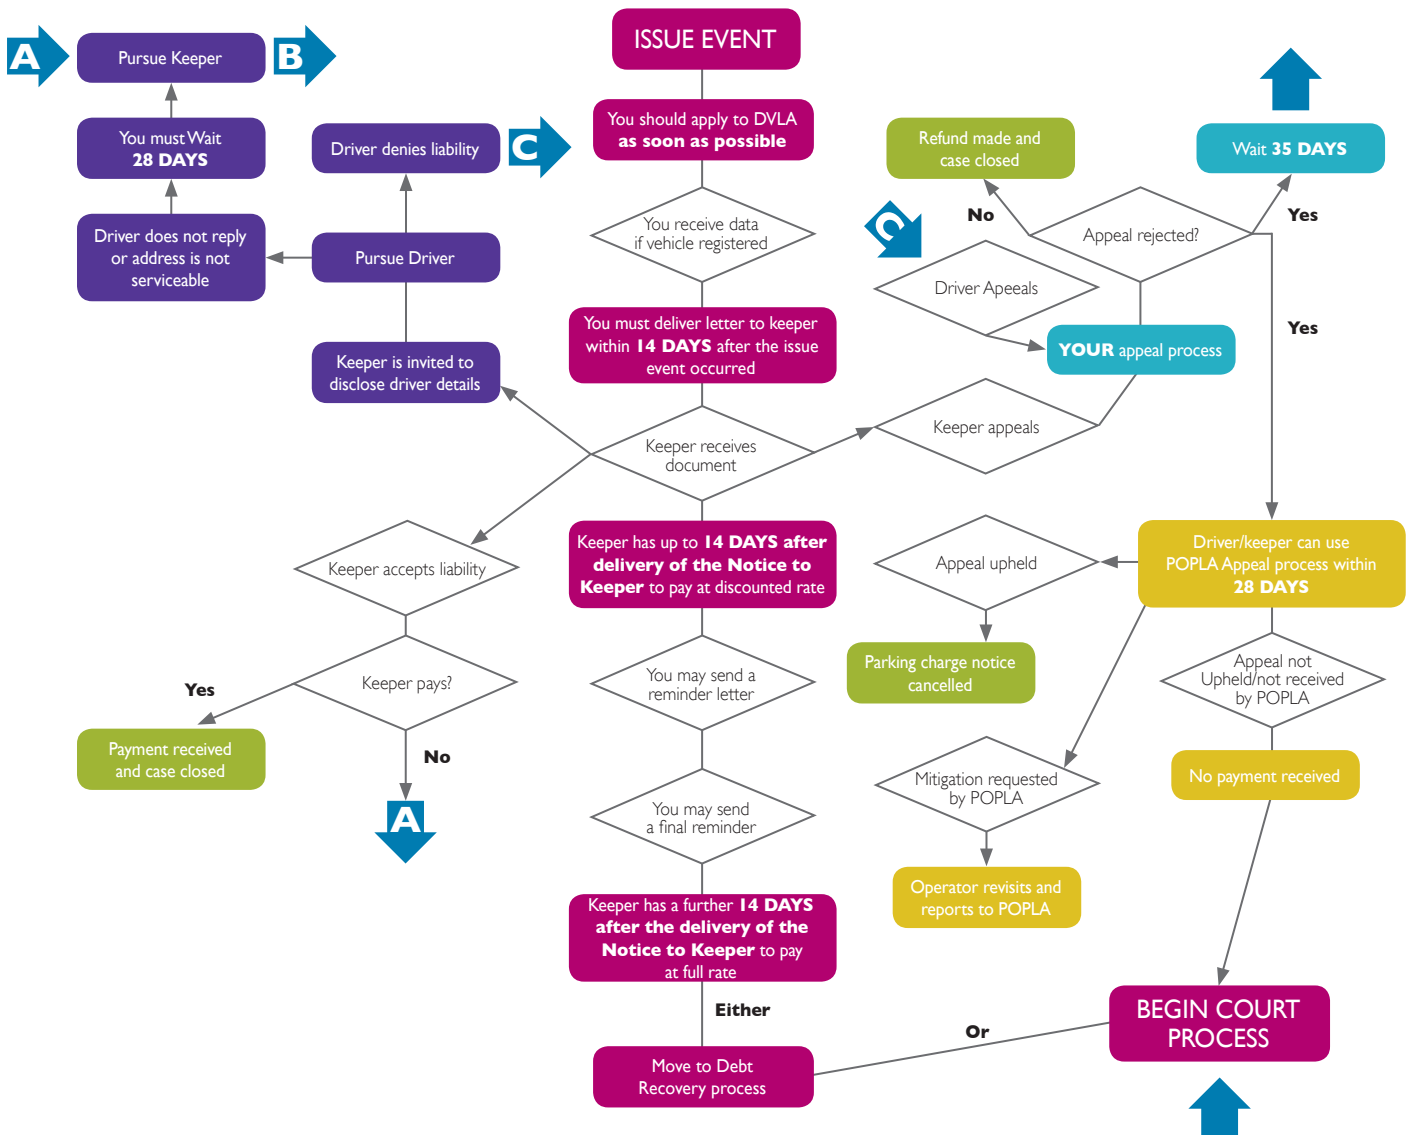 ISSUE EVENT
A
Pursue Keeper
B
You must Wait
28 DAYS
Driver denies liability
C
Driver does not reply
or address is not
serviceable
Pursue Driver
Keeper is invited to
disclose driver details
You should apply to DVLA
as soon as possible
You receive data
if vehicle registered
You must deliver letter to keeper
within 14 DAYS after the issue
event occurred
Keeper receives
document
Refund made and
case closed
Wait 35 DAYS
No
Yes
Appeal rejected?
C
Driver Apeeals
YOUR appeal process
Yes
Keeper appeals
Keeper accepts liability
Keeper pays?
Yes
Payment received
and case closed
No
A
Keeper has up to 14 DAYS after
delivery of the Notice to
Keeper to pay at discounted rate
You may send a
reminder letter
You may send
a final reminder
Keeper has a further 14 DAYS
after the delivery of the
Notice to Keeper to pay
at full rate
Either
Move to Debt
Recovery process
Or
Driver/keeper can use
POPLA Appeal process within
28 DAYS
Appeal upheld
Parking charge notice
cancelled
Appeal not
Upheld/not received
by POPLA
Mitigation requested
by POPLA
No payment received
Operator revisits and
reports to POPLA
BEGIN COURT
PROCESS